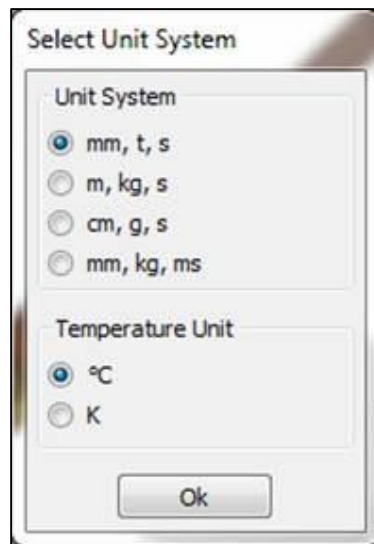 Select Unit System
Unit System
mm, t, s
m, kg, s
cm, g, s
mm, kg, ms
Temperature Unit
°C
K
Ok